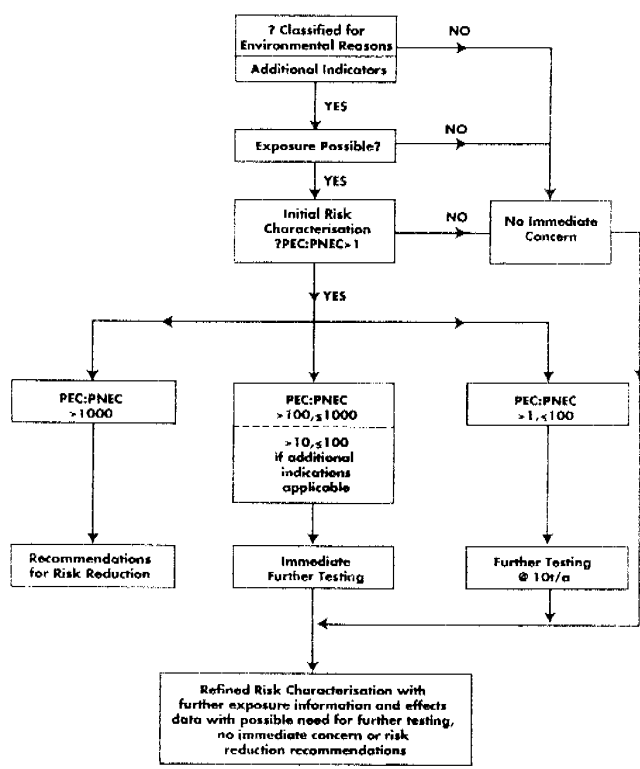 ? Classified for
Environmental Reasons
NO
Additional Indicators
YES
Exposure Possible?
NO
YES
Initial Risk
Characterisation
?PEC:PNEC>1
NO
No Immediate
Concern
YES
PEC:PNEC
>1000
PEC:PNEC
>100,≤1000
>10,≤100
if additional
indications
applicable
PEC:PNEC
>1,≤100
Recommendations
for Risk Reduction
Immediate
Further Testing
Further Testing
@ 10t/a
Refined Risk Characterisation with
further exposure information and effects
data with possible need for further testing,
no immediate concern or risk
reduction recommendations